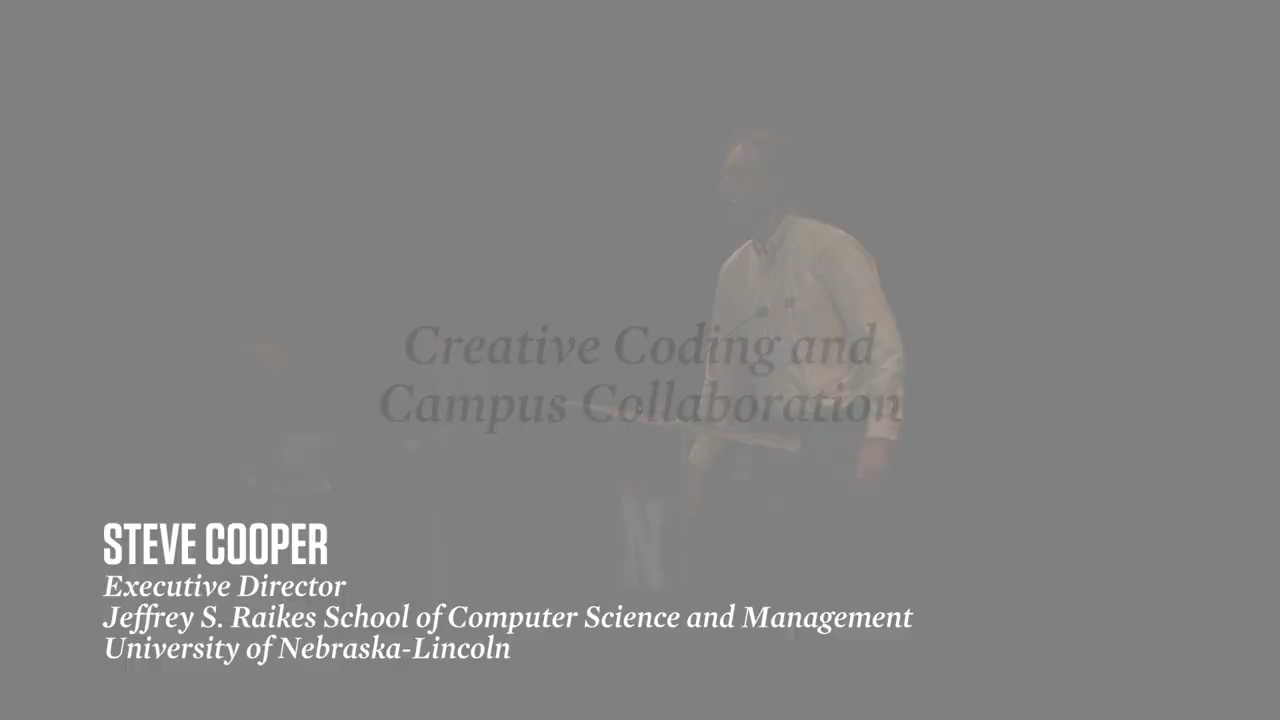 Creative Coding and
Campus Collaboration
N
STEVE COOPER
Executive Director
Jeffrey S. Raikes School of Computer Science and Management
University of Nebraska-Lincoln